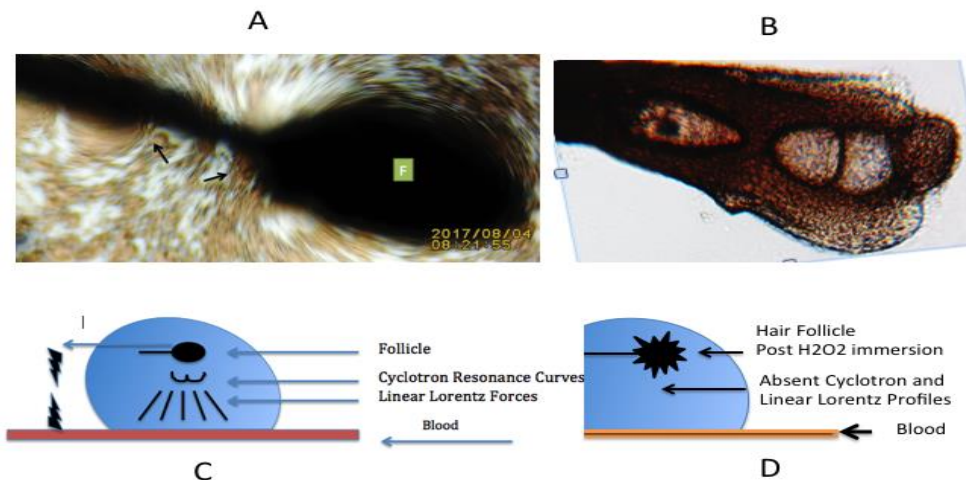 A
B
F
2017/08/04
08:21:55
Follicle
Cyclotron Resonance Curves
Linear Lorentz Forces
Blood
C
Hair Follicle
Post H2O2 immersion
Absent Cyclotron and
Linear Lorentz Profiles
Blood
D